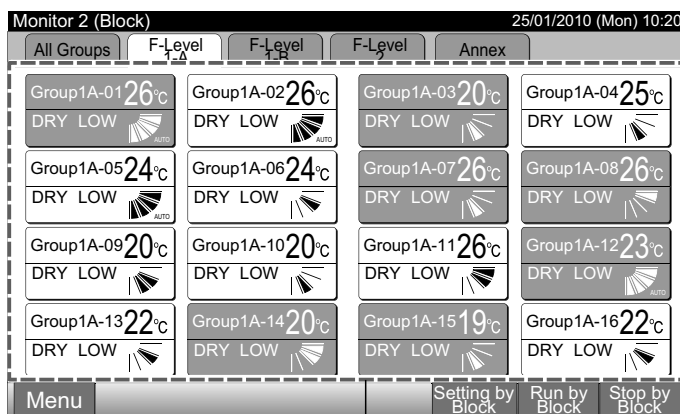 Monitor 2 (Block) 25/01/2010 (Mon) 10:20
All Groups F-Level 1-A F-Level 1-B F-Level 2 Annex
Group1A-01 26°C Group1A-02 26°C Group1A-03 20°C Group1A-04 25°C
DRY LOW AUTO DRY LOW AUTO DRY LOW DRY LOW
Group1A-05 24°C Group1A-06 24°C Group1A-07 26°C Group1A-08 26°C
DRY LOW AUTO DRY LOW DRY LOW DRY LOW
Group1A-09 20°C Group1A-10 20°C Group1A-11 26°C Group1A-12 23°C
DRY LOW DRY LOW DRY LOW DRY LOW AUTO
Group1A-13 22°C Group1A-14 20°C Group1A-15 19°C Group1A-16 22°C
DRY LOW DRY LOW DRY LOW DRY LOW
Menu Setting by Block Run by Block Stop by Block